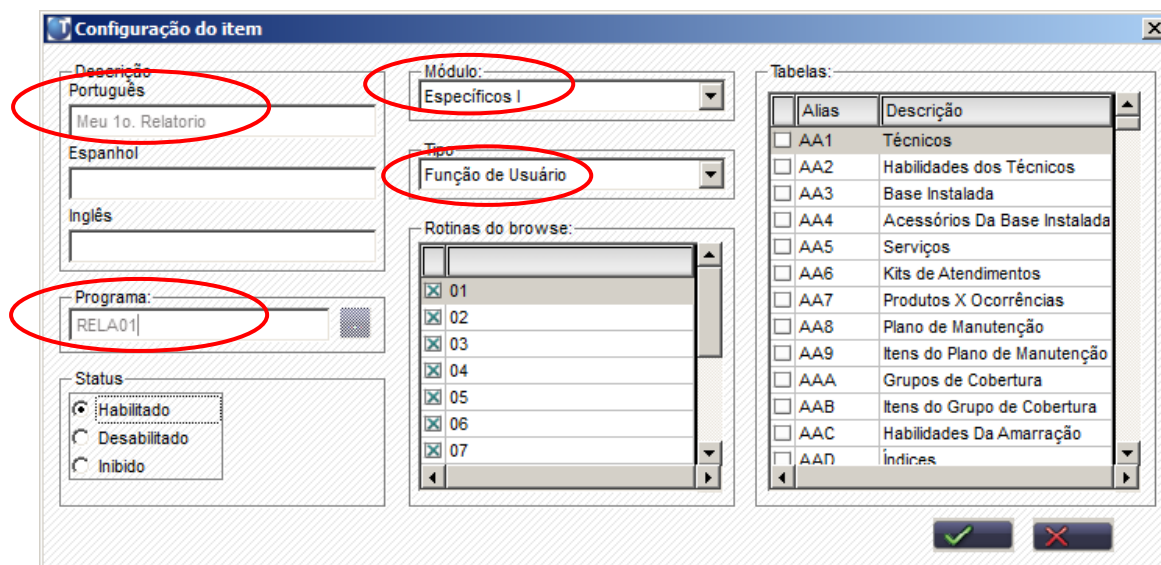 Configuração do item
Descrição
Português
Meu 1o. Relatorio
Espanhol
Inglês
Programa:
RELA01
Status
Habilitado
Desabilitado
Inibido
Módulo:
Específicos I
Tipo
Função de Usuário
Rotinas do browse:
01
02
03
04
05
06
07
Tabelas:
Alias Descrição
AA1 Técnicos
AA2 Habilidades dos Técnicos
AA3 Base Instalada
AA4 Acessórios Da Base Instalada
AA5 Serviços
AA6 Kits de Atendimentos
AA7 Produtos X Ocorrências
AA8 Plano de Manutenção
AA9 Itens do Plano de Manutenção
AAA Grupos de Cobertura
AAB Itens do Grupo de Cobertura
AAC Habilidades Da Amarração
AAD Índices